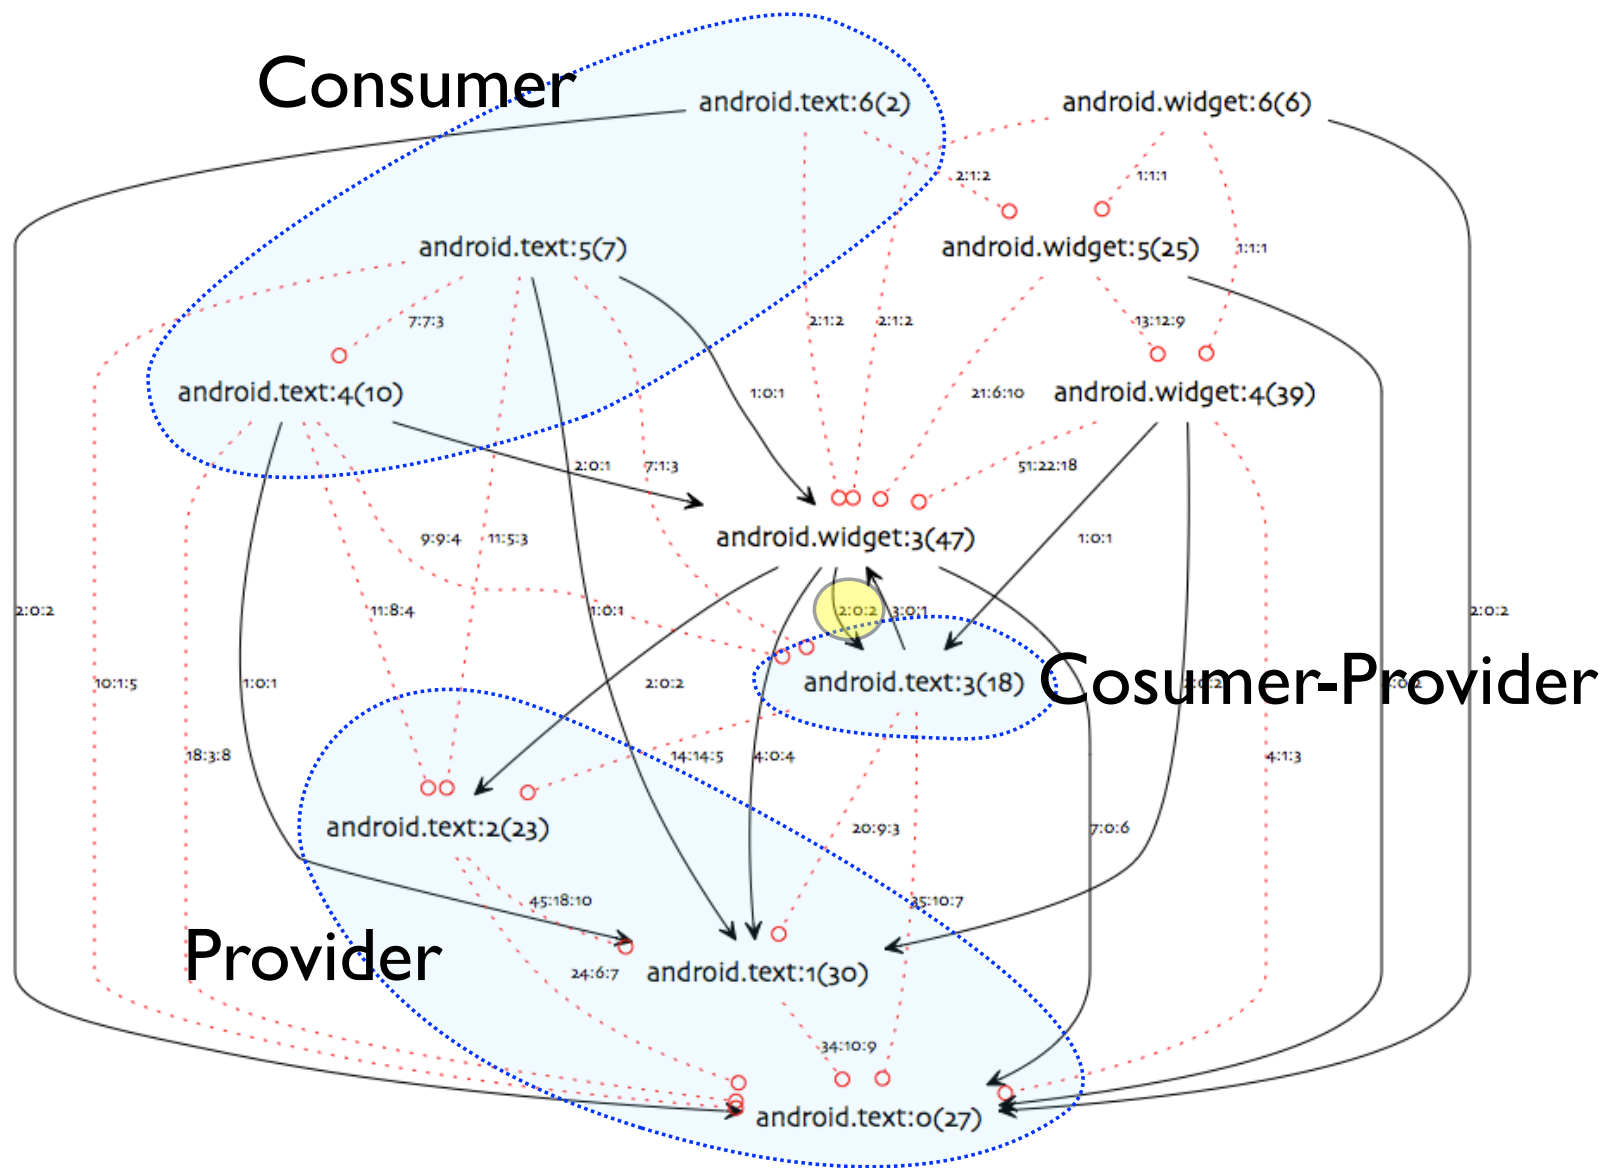 Consumer
android.text:6(2)
android.widget:6(6)
2:1:2
1:1:1
android.text:5(7)
android.widget:5(25)
1:1:1
7:7:3
2:1:2
2:1:2
13:12:9
android.text:4(10)
1:0:1
21:6:10
android.widget:4(39)
2:0:1
7:1:3
51:22:18
9:9:4
11:5:3
android.widget:3(47)
1:0:1
2:0:2
11:8:4
1:0:1
2:0:2
3:0:1
2:0:2
10:1:5
1:0:1
2:0:2
android.text:3(18)
Cosumer-Provider
18:3:8
14:14:5
4:0:4
4:1:3
android.text:2(23)
20:9:3
7:0:6
45:18:10
35:10:7
Provider
24:6:7
android.text:1(30)
34:10:9
android.text:0(27)